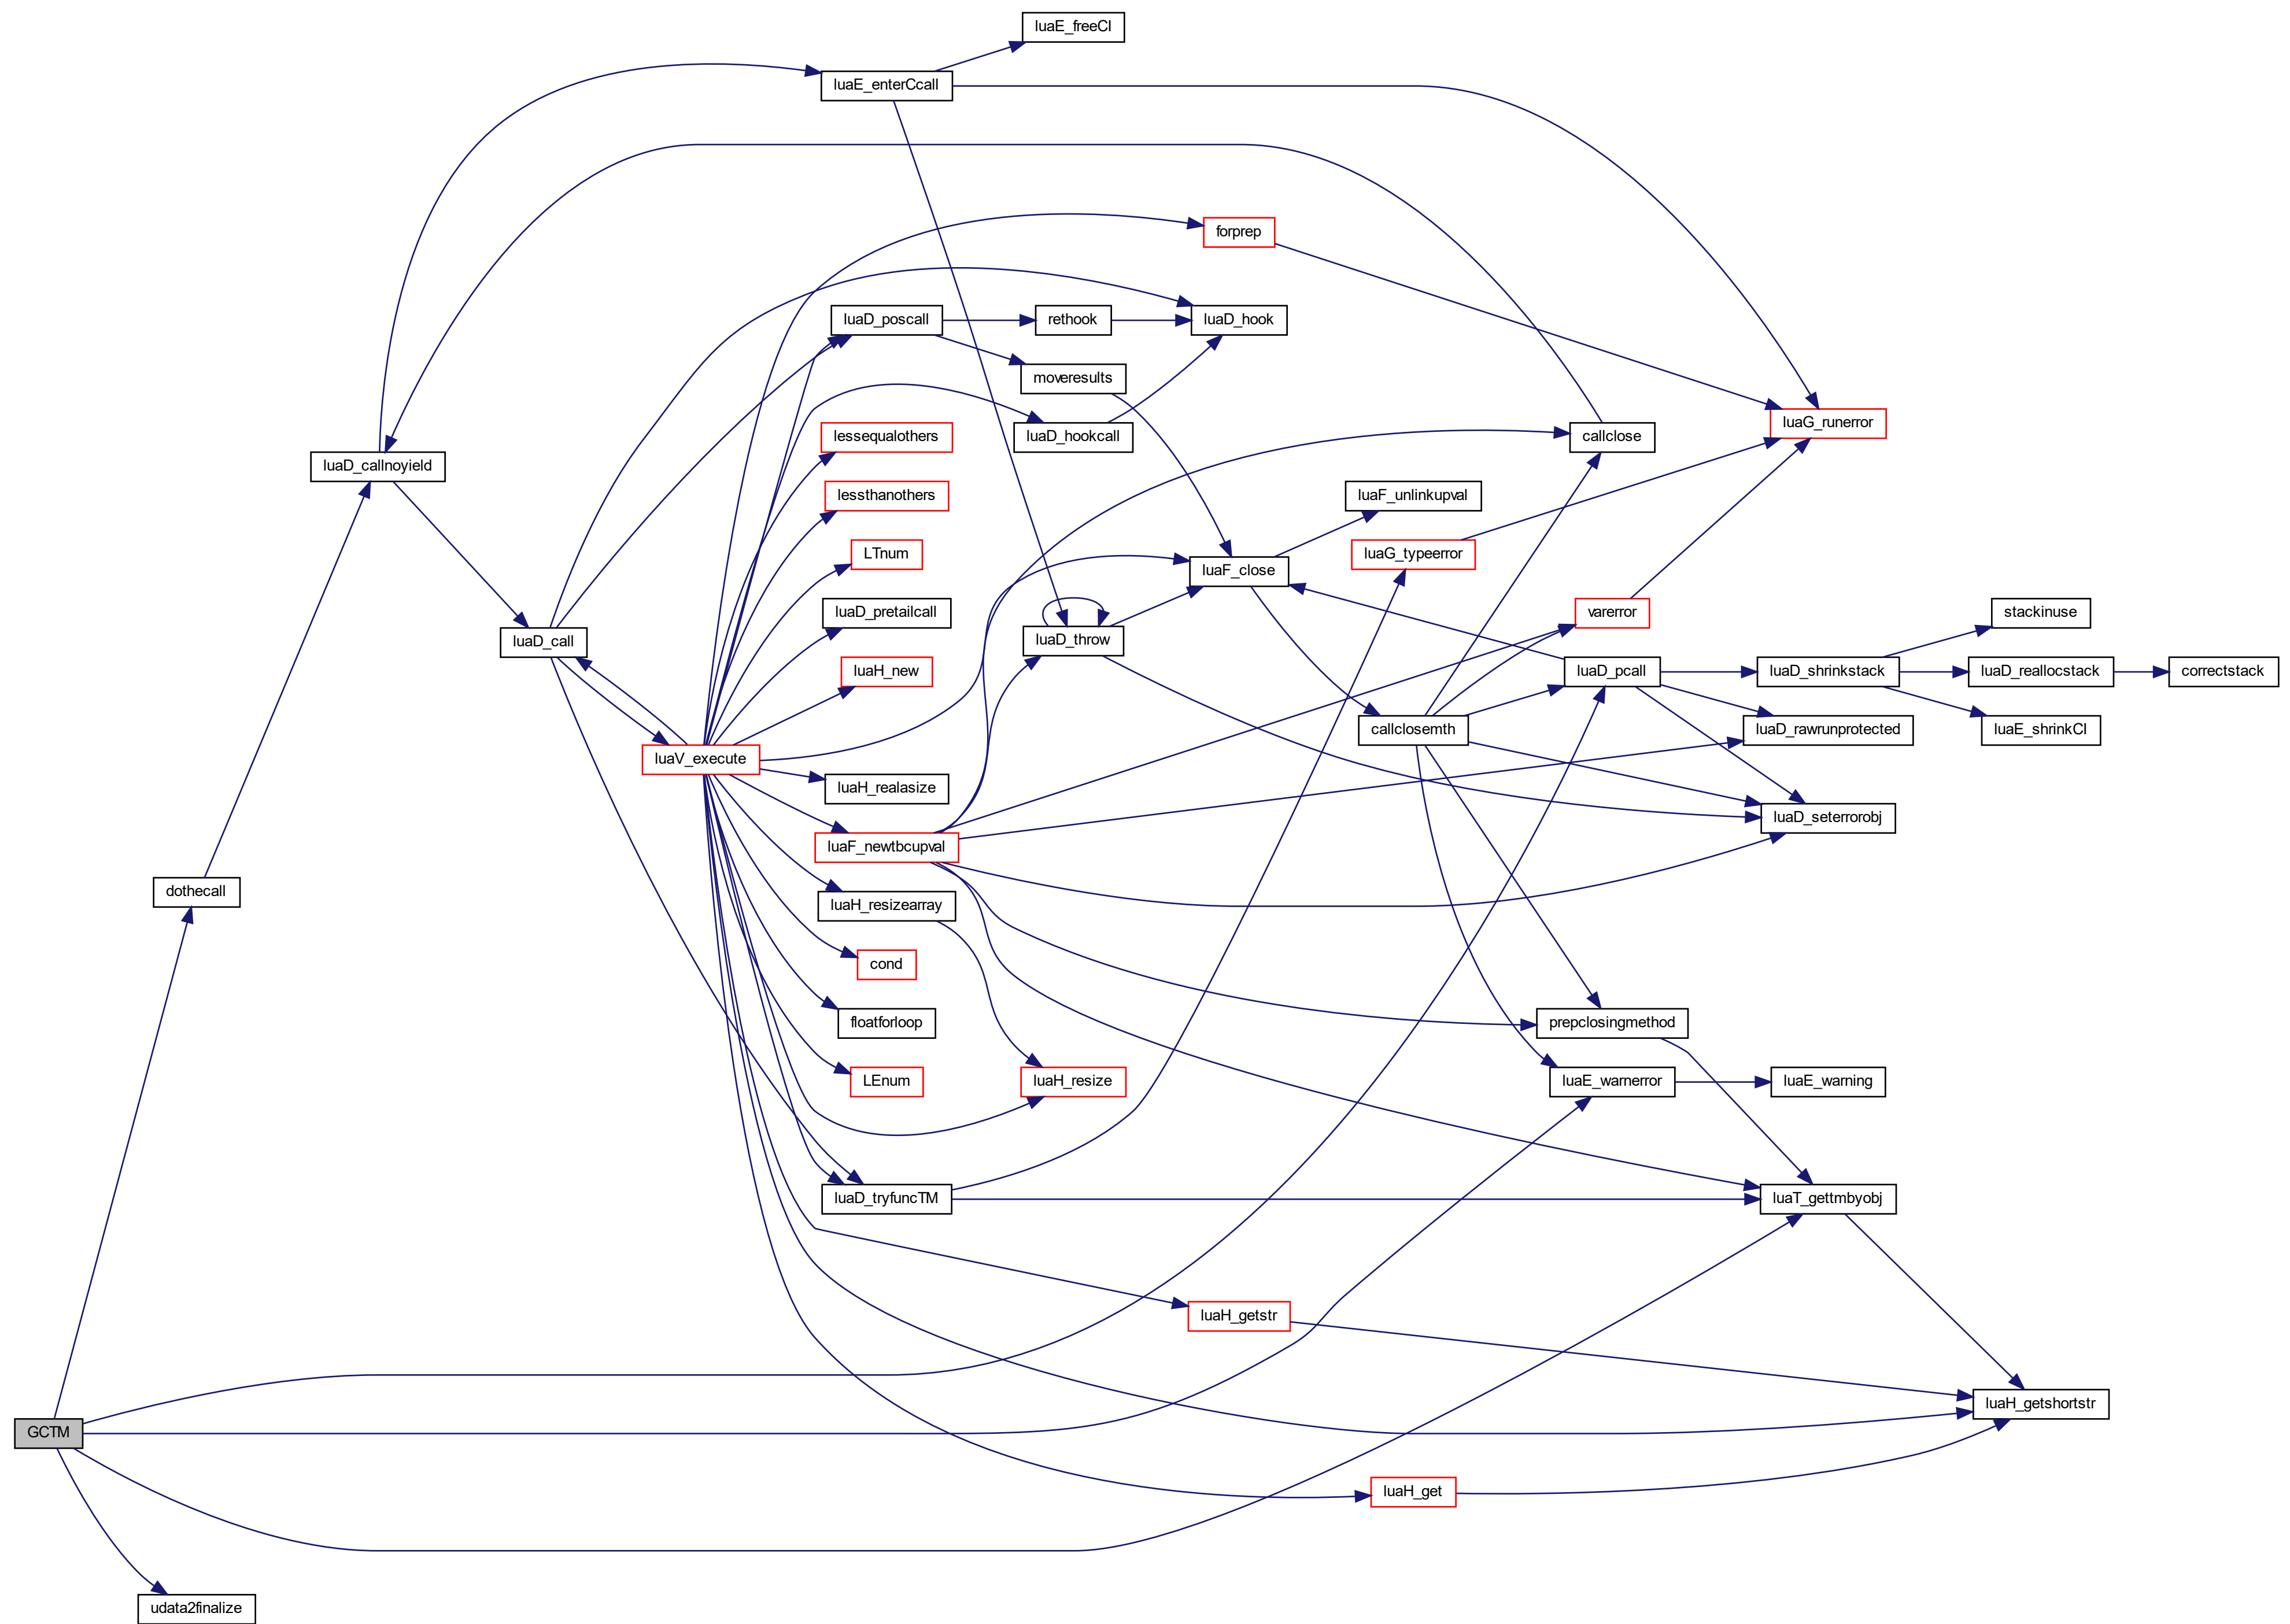 luaE_freeCI
luaE_enterCcall
forprep
luaD_poscall
rethook
luaD_hook
moveresults
luaD_hookcall
lessequalothers
callclose
luaG_runerror
luaD_callnoyield
lessthanothers
luaF_unlinkupval
LTnum
luaG_typeerror
luaF_close
luaD_pretailcall
varerror
stackinuse
luaD_call
luaD_throw
luaH_new
luaD_pcall
luaD_shrinkstack
luaD_reallocstack
correctstack
luaV_execute
callclosemth
luaD_rawrunprotected
luaE_shrinkCI
luaH_realasize
luaD_seterrorobj
luaF_newtbcupval
dothecall
luaH_resizearray
cond
floatforloop
prepclosingmethod
LEnum
luaH_resize
luaE_warnerror
luaE_warning
luaD_tryfuncTM
luaT_gettmbyobj
luaH_getstr
luaH_getshortstr
GCTM
luaH_get
udata2finalize